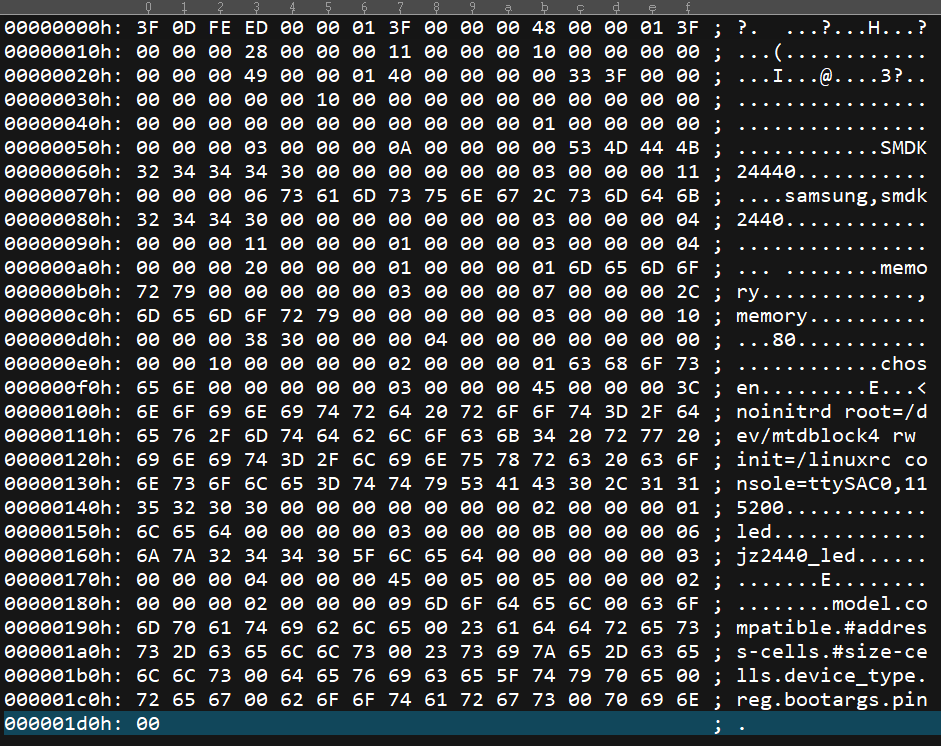 0 1 2 3 4 5 6 7 8 9 a b c d e f
00000000h: 3F 0D FE ED 00 00 01 3F 00 00 00 48 00 00 01 3F ; ?.  ...?...H...?
00000010h: 00 00 00 28 00 00 00 11 00 00 00 10 00 00 00 00 ; ...(............
00000020h: 00 00 00 49 00 00 01 40 00 00 00 00 33 3F 00 00 ; ...I...@....3?..
00000030h: 00 00 00 00 00 10 00 00 00 00 00 00 00 00 00 00 ; ................
00000040h: 00 00 00 00 00 00 00 00 00 00 00 01 00 00 00 00 ; ................
00000050h: 00 00 00 03 00 00 00 0A 00 00 00 00 53 4D 44 4B ; ............SMDK
00000060h: 32 34 34 34 30 00 00 00 00 00 00 03 00 00 00 11 ; 24440...........
00000070h: 00 00 00 06 73 61 6D 73 75 6E 67 2C 73 6D 64 6B ; ....samsung,smdk
00000080h: 32 34 34 30 00 00 00 00 00 00 00 03 00 00 00 04 ; 2440............
00000090h: 00 00 00 11 00 00 00 01 00 00 00 03 00 00 00 04 ; ................
000000a0h: 00 00 00 20 00 00 00 01 00 00 00 01 6D 65 6D 6F ; ... ........memo
000000b0h: 72 79 00 00 00 00 00 03 00 00 00 07 00 00 00 2C ; ry.............,
000000c0h: 6D 65 6D 6F 72 79 00 00 00 00 00 03 00 00 00 10 ; memory..........
000000d0h: 00 00 00 38 30 00 00 00 04 00 00 00 00 00 00 00 ; ...80...........
000000e0h: 00 00 10 00 00 00 00 02 00 00 00 01 63 68 6F 73 ; ............chos
000000f0h: 65 6E 00 00 00 00 00 03 00 00 00 45 00 00 00 3C ; en.........E...<
00000100h: 6E 6F 69 6E 69 74 72 64 20 72 6F 6F 74 3D 2F 64 ; noinitrd root=/d
00000110h: 65 76 2F 6D 74 64 62 6C 6F 63 6B 34 20 72 77 20 ; ev/mtdblock4 rw
00000120h: 69 6E 69 74 3D 2F 6C 69 6E 75 78 72 63 20 63 6F ; init=/linuxrc co
00000130h: 6E 73 6F 6C 65 3D 74 74 79 53 41 43 30 2C 31 31 ; nsole=ttySAC0,11
00000140h: 35 32 30 30 00 00 00 00 00 00 00 02 00 00 00 01 ; 5200............
00000150h: 6C 65 64 00 00 00 00 03 00 00 00 0B 00 00 00 06 ; led.............
00000160h: 6A 7A 32 34 34 30 5F 6C 65 64 00 00 00 00 00 03 ; jz2440_led......
00000170h: 00 00 00 04 00 00 00 45 00 05 00 05 00 00 00 02 ; .......E........
00000180h: 00 00 00 02 00 00 00 09 6D 6F 64 65 6C 00 63 6F ; ........model.co
00000190h: 6D 70 61 74 69 62 6C 65 00 23 61 64 64 72 65 73 ; mpatible.#addres
000001a0h: 73 2D 63 65 6C 6C 73 00 23 73 69 7A 65 2D 63 65 ; s-cells.#size-ce
000001b0h: 6C 6C 73 00 64 65 76 69 63 65 5F 74 79 70 65 00 ; lls.device_type.
000001c0h: 72 65 67 00 62 6F 6F 74 61 72 67 73 00 70 69 6E ; reg.bootargs.pin
000001d0h: 00 ; .